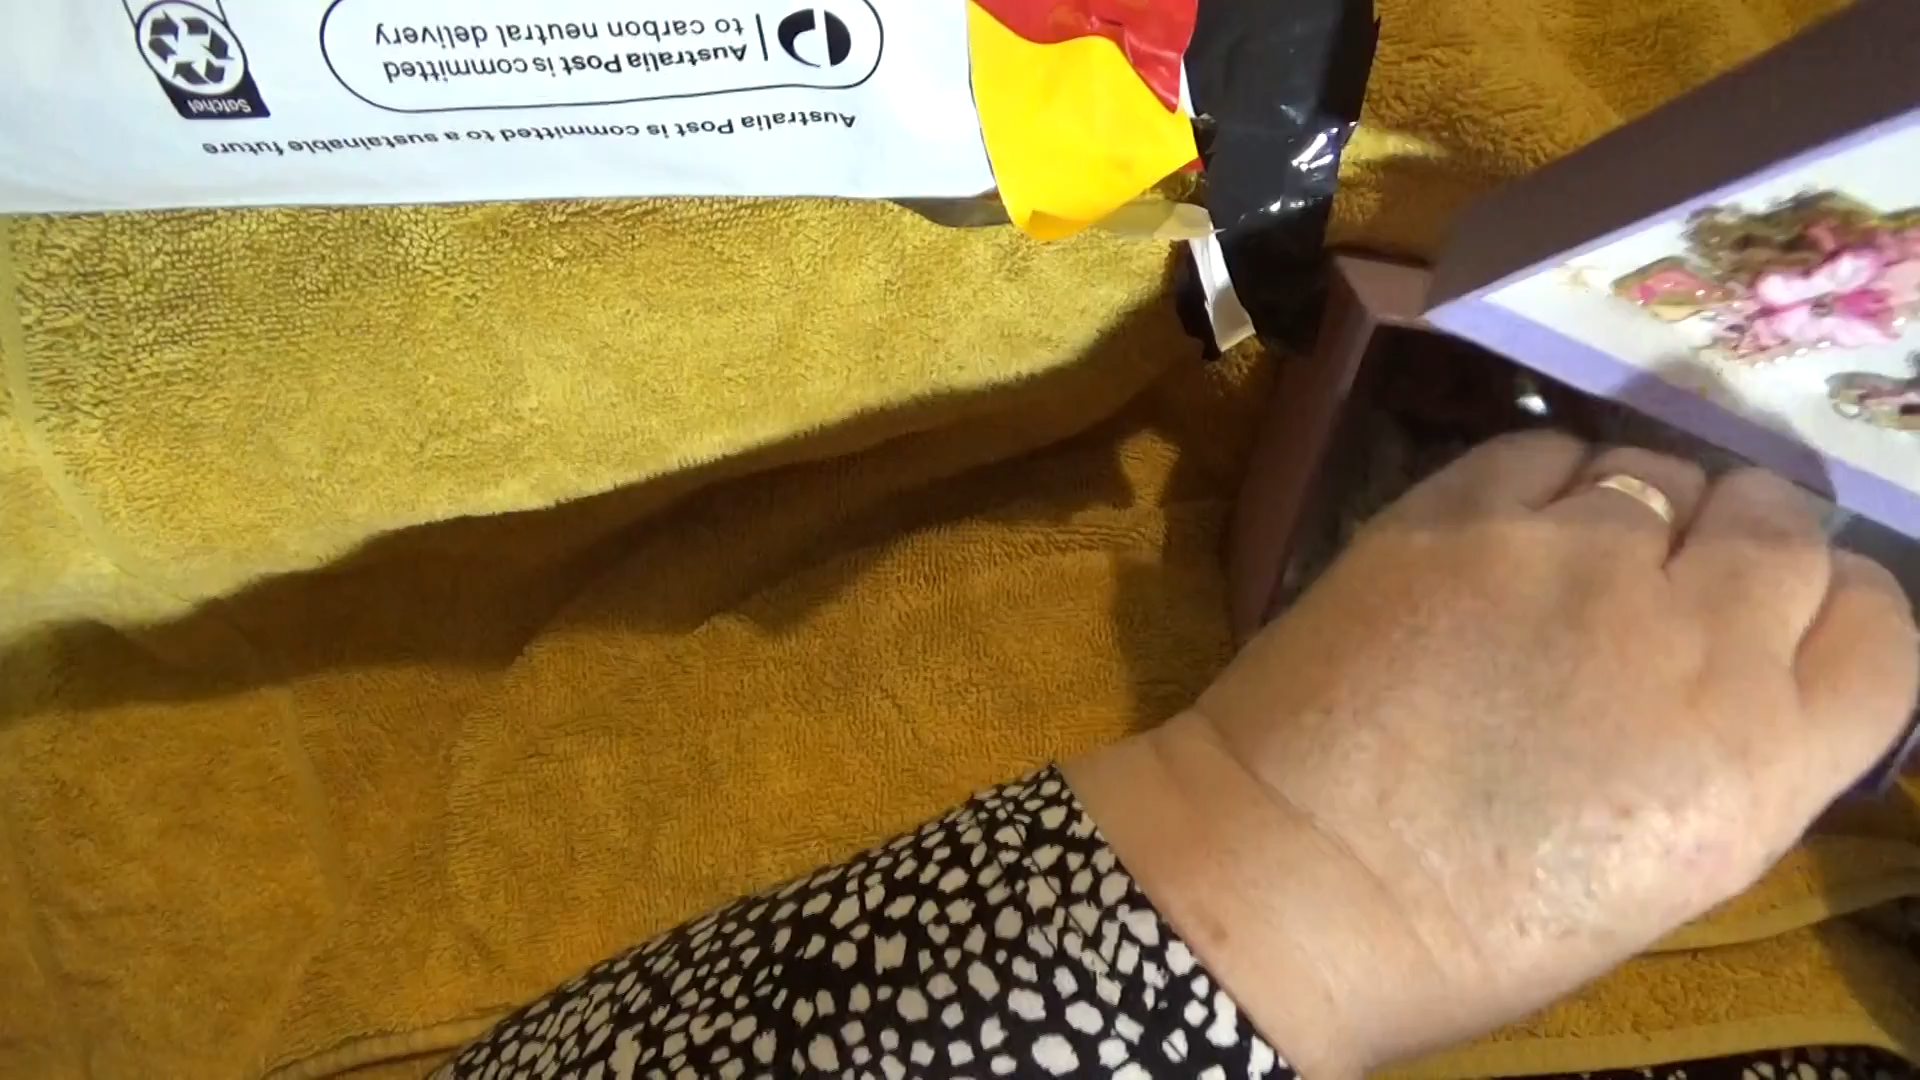 Australia Post is committed to a sustainable future
Australia Post is committed
to carbon neutral delivery
Satchel